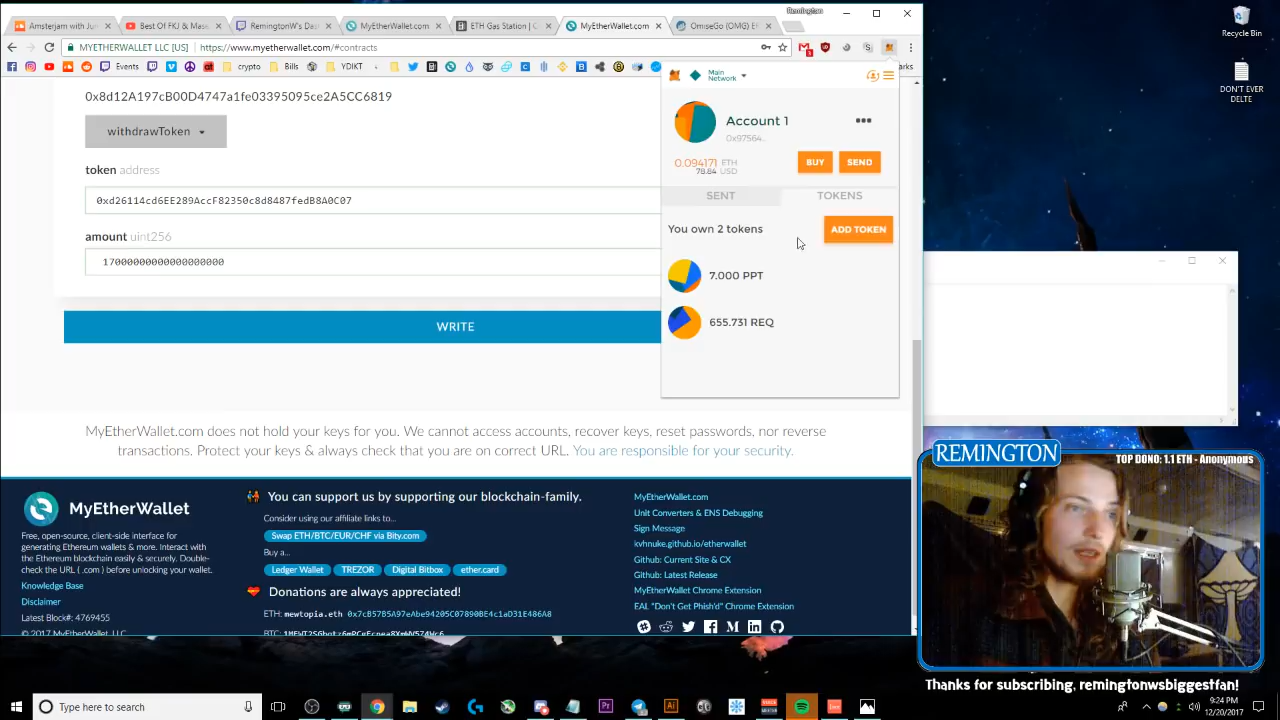 Remington
Amsterjam with J
Best Of FKJ & Mase
RemingtonW's Das
MyEtherWallet.com
ETH Gas Station | C
MyEtherWallet.com
OmiseGo (OMG) EF
MYETHERWALLET LLC [US]
https://www.myetherwallet.com/#contracts
crypto
Bills
YDIKT
Events
Events
Main
Network
0x8d12A197cB00D4747a1fe03395095ce2A5CC6819
Account 1
0x97564...
withdrawToken
0.094171 ETH
78.84 USD
BUY
SEND
token address
SENT
TOKENS
You own 2 tokens
ADD TOKEN
amount uint256
17000000000000000000
7.000 PPT
655.731 REQ
WRITE
MyEtherWallet.com does not hold your keys for you. We cannot access accounts, recover keys, reset passwords, nor reverse
transactions. Protect your keys & always check that you are on correct URL. You are responsible for your security.
MyEtherWallet
Free, open-source, client-side interface for
generating Ethereum wallets & more. Interact with
the Ethereum blockchain easily & securely. Double-
check the URL ( .com ) before unlocking your wallet.
Knowledge Base
Disclaimer
Latest Block#: 4769455
© 2017 MyEtherWallet, LLC
You can support us by supporting our blockchain-family.
Consider using our affiliate links to...
Swap ETH/BTC/EUR/CHF via Bity.com
Buy a...
Ledger Wallet
TREZOR
Digital Bitbox
ether.card
Donations are always appreciated!
ETH: mewtopia.eth
BTC:
MyEtherWallet.com
Unit Converters & ENS Debugging
Sign Message
kvhnuke.github.io/etherwallet
Github: Current Site & CX
Github: Latest Release
MyEtherWallet Chrome Extension
EAL "Don't Get Phish'd" Chrome Extension
Recycle Bin
DON'T EVER
DELTE
REMINGTON
TOP DONO: 1.1 ETH - Anonymous
Thanks for subscribing, remingtonwsbiggestfan!
Type here to search
9:24 PM
12/20/2017